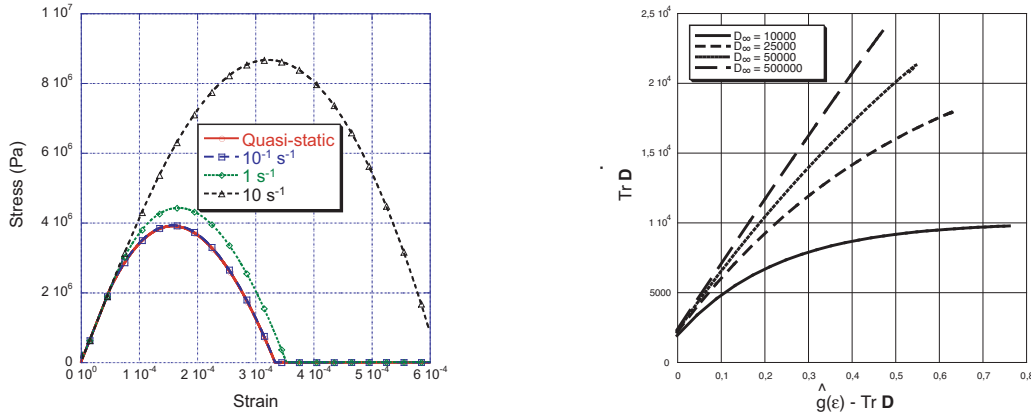 1 10⁷
8 10⁶
6 10⁶
4 10⁶
2 10⁶
0
Stress (Pa)
Quasi-static
10⁻¹ s⁻¹
1 s⁻¹
10 s⁻¹
0 10⁰ 1 10⁻⁴ 2 10⁻⁴ 3 10⁻⁴ 4 10⁻⁴ 5 10⁻⁴ 6 10⁻⁴
Strain
2,5 10⁴
2 10⁴
1,5 10⁴
1 10⁴
5000
0
Tr Ḋ
D∞ = 10000
D∞ = 25000
D∞ = 50000
D∞ = 500000
0 0,1 0,2 0,3 0,4 0,5 0,6 0,7 0,8
ĝ(ε) - Tr D